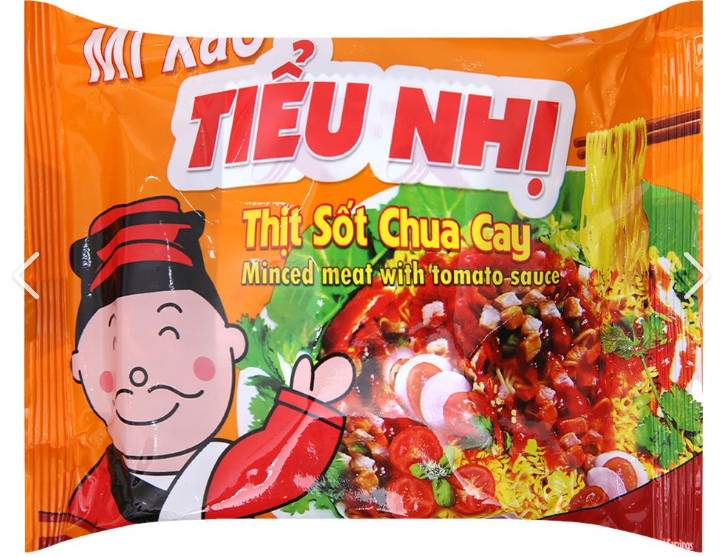 Mì Xào
TIỂU NHỊ
Thịt Sốt Chua Cay
Minced meat with tomato sauce